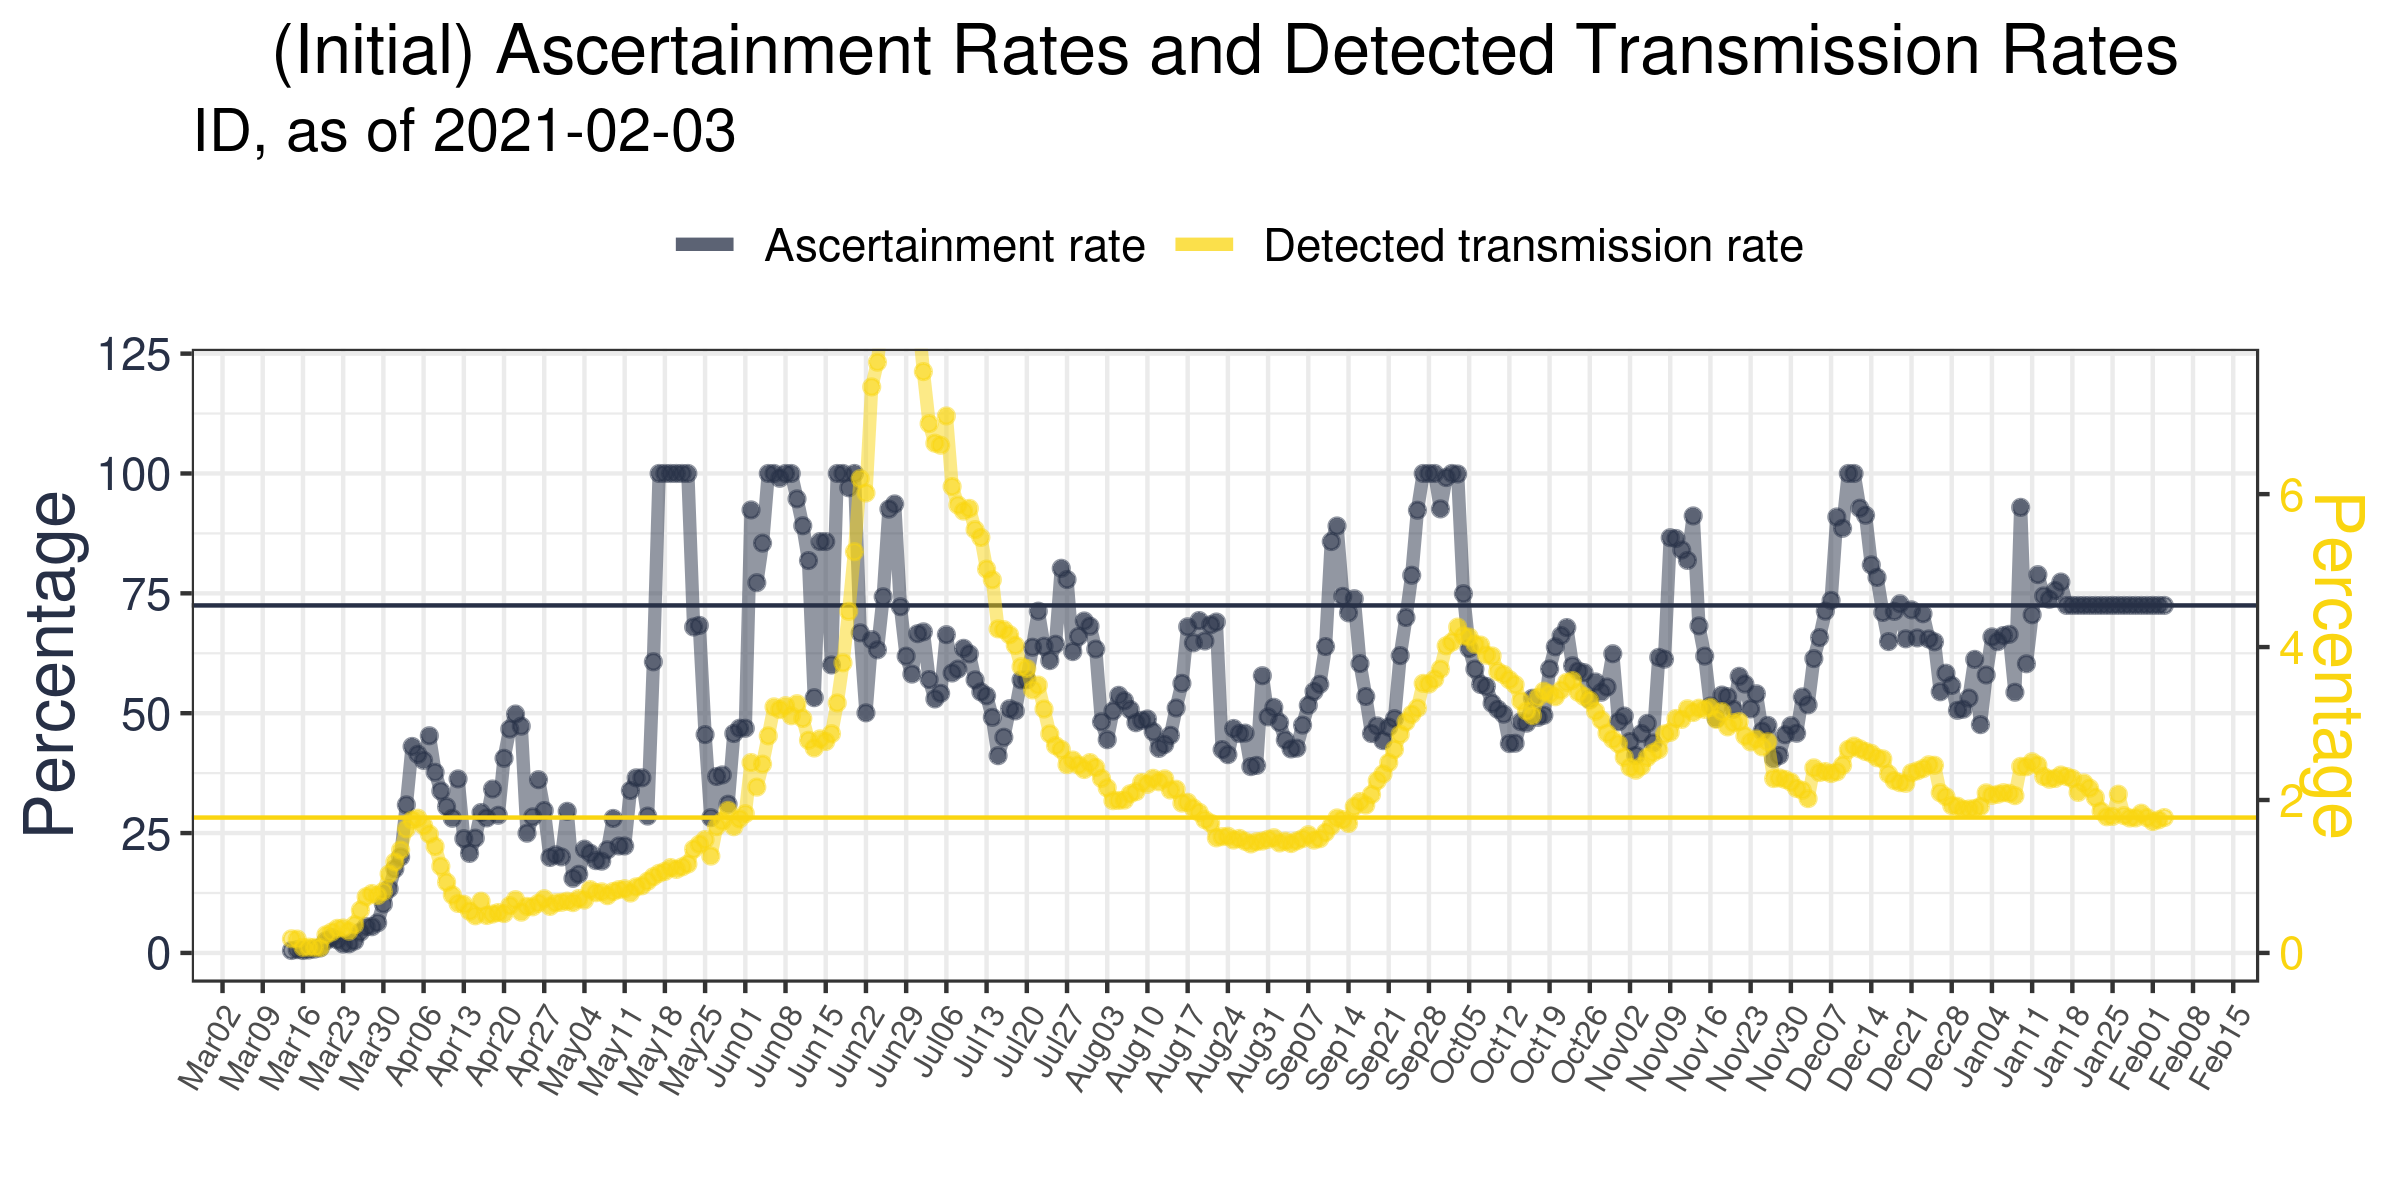 (Initial) Ascertainment Rates and Detected Transmission Rates
ID, as of 2021-02-03
Ascertainment rate
Detected transmission rate
Percentage
125
100
75
50
25
0
6
4
2
0
Percentage
Mar02
Mar09
Mar16
Mar23
Mar30
Apr06
Apr13
Apr20
Apr27
May04
May11
May18
May25
Jun01
Jun08
Jun15
Jun22
Jun29
Jul06
Jul13
Jul20
Jul27
Aug03
Aug10
Aug17
Aug24
Aug31
Sep07
Sep14
Sep21
Sep28
Oct05
Oct12
Oct19
Oct26
Nov02
Nov09
Nov16
Nov23
Nov30
Dec07
Dec14
Dec21
Dec28
Jan04
Jan11
Jan18
Jan25
Feb01
Feb08
Feb15